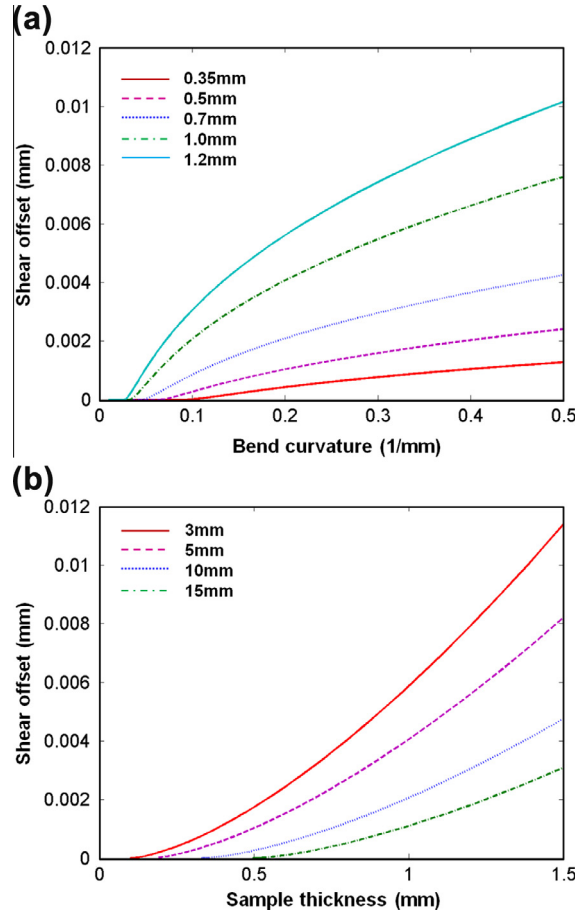 (a)
0.012
0.01
0.008
0.006
0.004
0.002
0
Shear offset (mm)
0.35mm
0.5mm
0.7mm
1.0mm
1.2mm
0 0.1 0.2 0.3 0.4 0.5
Bend curvature (1/mm)
(b)
0.012
0.01
0.008
0.006
0.004
0.002
0
Shear offset (mm)
3mm
5mm
10mm
15mm
0 0.5 1 1.5
Sample thickness (mm)